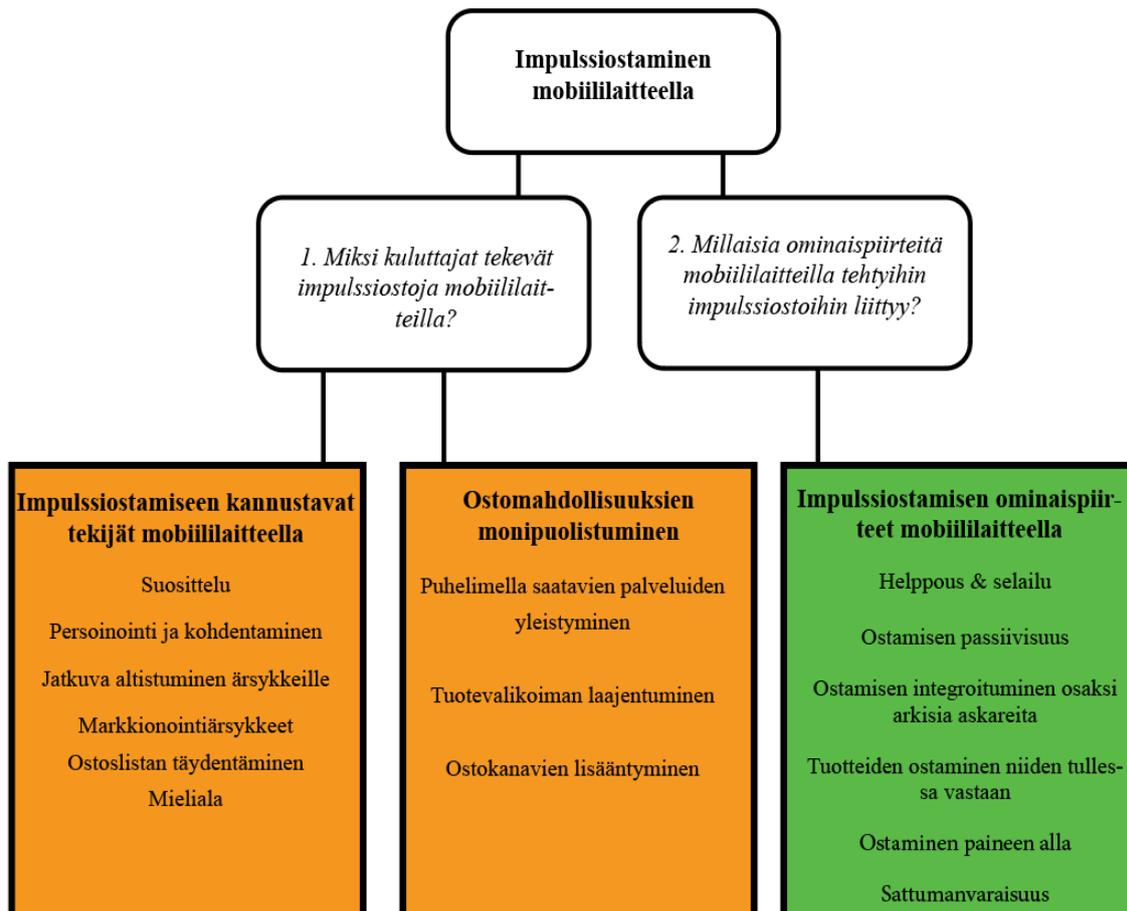 Impulssiostaminen
mobiililaitteella
1. Miksi kuluttajat tekevät
impulssiostoja mobiililait-
teilla?
2. Millaisia ominaispiirteitä
mobiililaitteilla tehtyihin
impulssiostoihin liittyy?
Impulssiostamiseen kannustavat
tekijät mobiililaitteella
Suosittelu
Persoinointi ja kohdentaminen
Jatkuva altistuminen ärsykkeille
Markkionointiärsykkeet
Ostoslistan täydentäminen
Mieliala
Ostomahdollisuuksien
monipuolistuminen
Puhelimella saatavien palveluiden
yleistyminen
Tuotevalikoiman laajentuminen
Ostokanavien lisääntyminen
Impulssiostamisen ominaispiir-
teet mobiililaitteella
Helppous & selailu
Ostamisen passiivisuus
Ostamisen integroituminen osaksi
arkisia askareita
Tuotteiden ostaminen niiden tulles-
sa vastaan
Ostaminen paineen alla
Sattumanvaraisuus